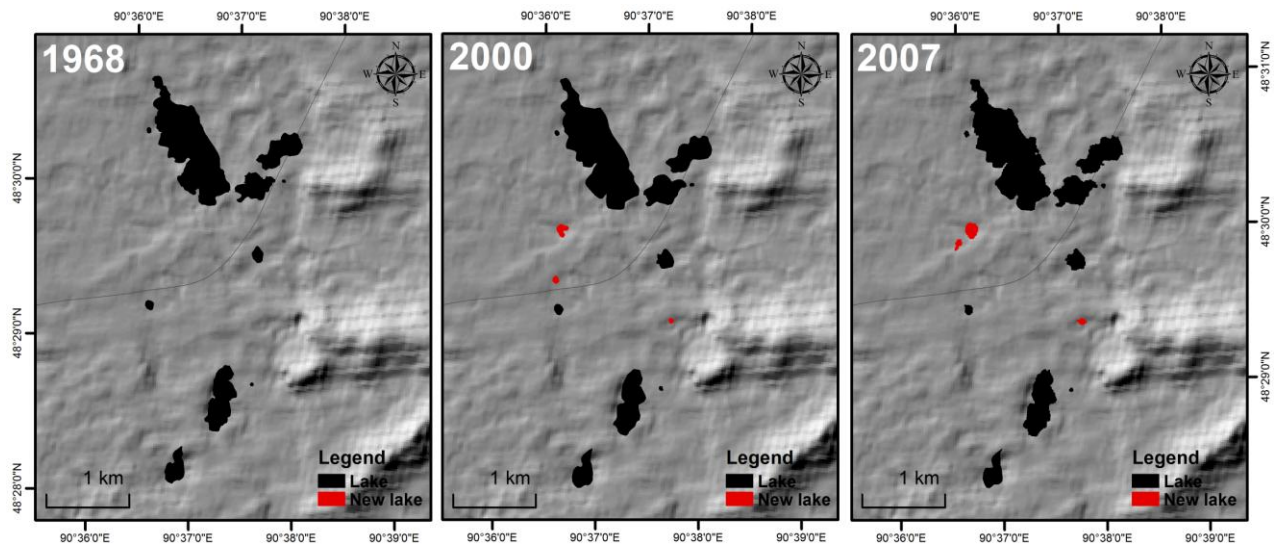 90°36'0"E 90°37'0"E 90°38'0"E 90°36'0"E 90°37'0"E 90°38'0"E 90°36'0"E 90°37'0"E 90°38'0"E
1968 N W E S 2000 N W E S 2007 N W E S
48°31'0"N
48°30'0"N
48°30'0"N
48°29'0"N
48°29'0"N
Legend Legend Legend
1 km Lake 1 km Lake 1 km Lake
New lake New lake New lake
48°28'0"N
90°36'0"E 90°37'0"E 90°38'0"E 90°39'0"E 90°36'0"E 90°37'0"E 90°38'0"E 90°39'0"E 90°36'0"E 90°37'0"E 90°38'0"E 90°39'0"E